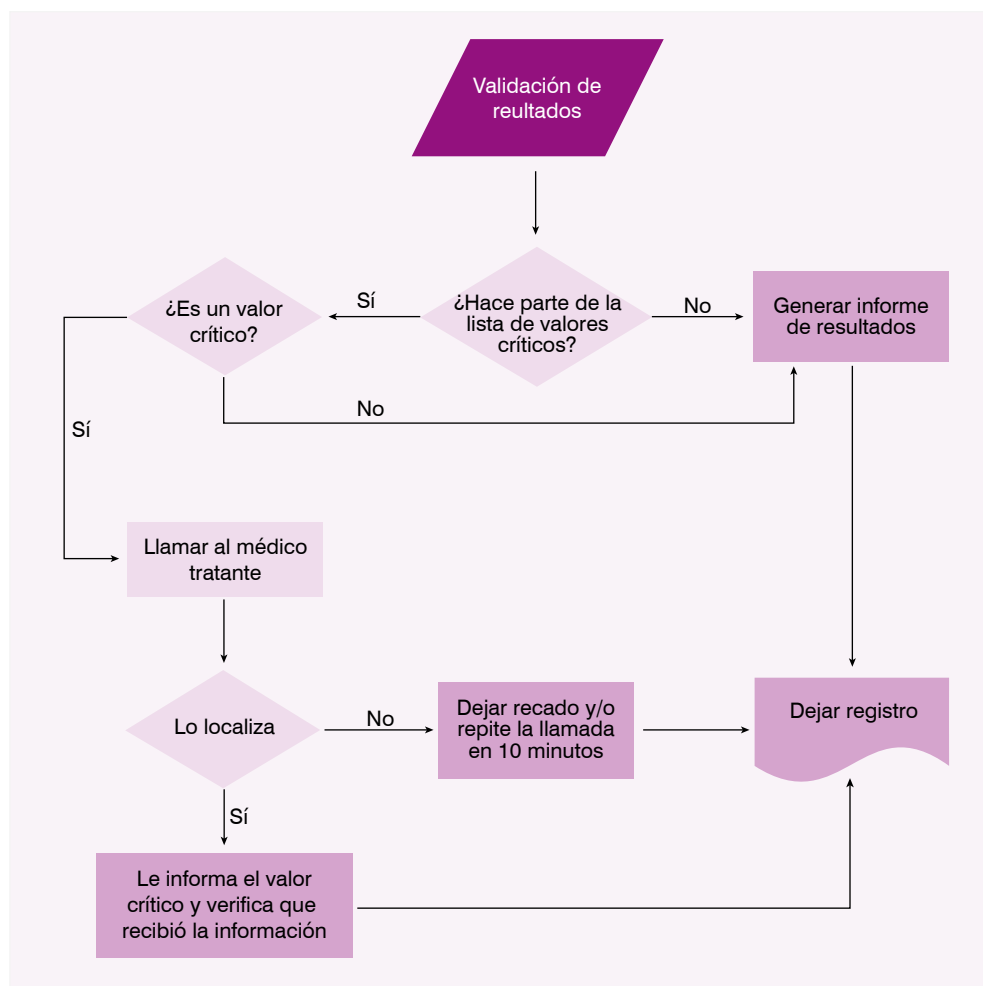 Validación de
reultados
¿Es un valor
crítico?
Sí
¿Hace parte de la
lista de valores
críticos?
No
Generar informe
de resultados
No
Sí
Llamar al médico
tratante
Lo localiza
No
Dejar recado y/o
repite la llamada
en 10 minutos
Dejar registro
Sí
Le informa el valor
crítico y verifica que
recibió la información